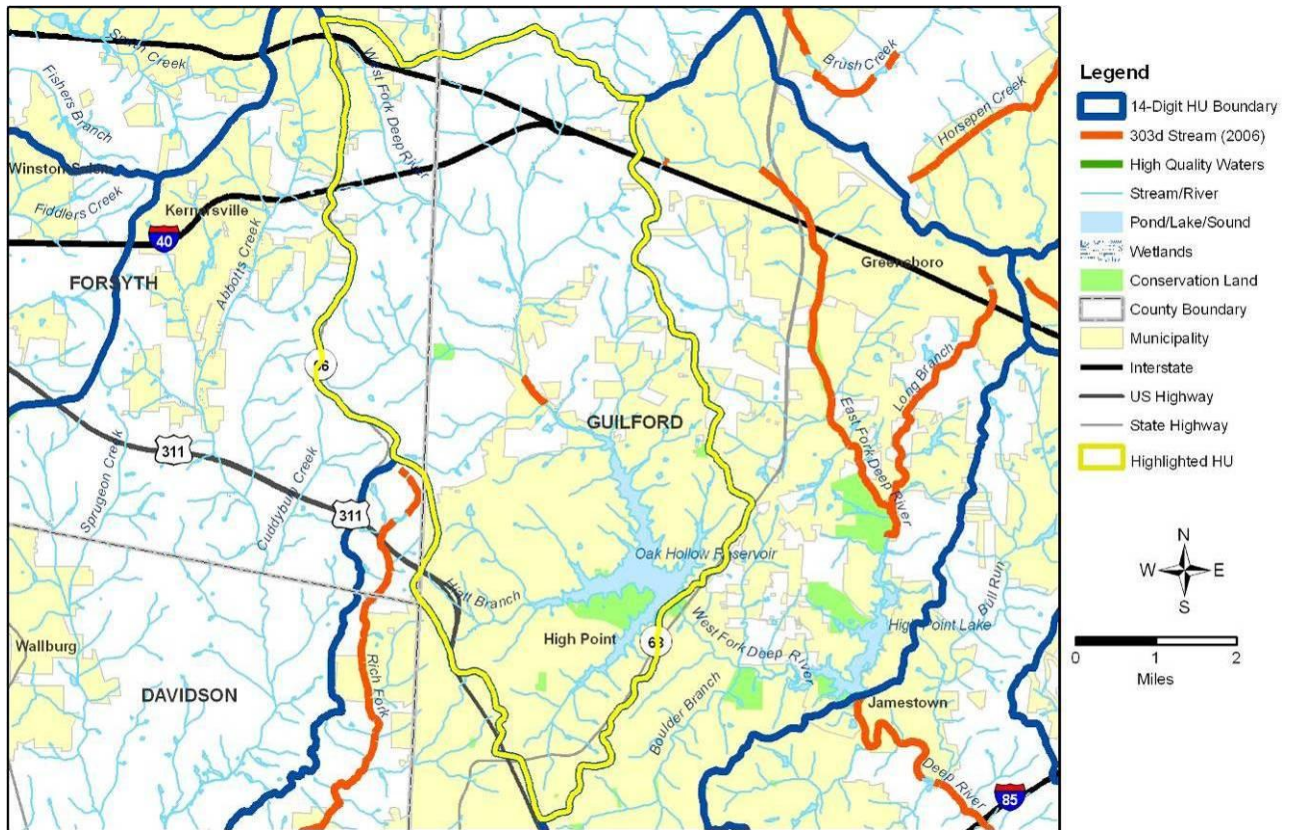 South Creek
Fishers Branch
Winston-Salem
Fiddlers Creek
Kernersville
40
FORSYTH
Abbotts Creek
West Fork Deep River
Brush Creek
Horsepen Creek
Greensboro
Long Branch
East Fork Deep River
GUILFORD
311
Sprugeon Creek
Cuddybum Creek
311
Oak Hollow Reservoir
Hiatt Branch
High Point
68
West Fork Deep River
High Point Lake
Bull Run
Wallburg
DAVIDSON
Rich Fork
Boulder Branch
Jamestown
Deep River
85
Legend
14-Digit HU Boundary
303d Stream (2006)
High Quality Waters
Stream/River
Pond/Lake/Sound
Wetlands
Conservation Land
County Boundary
Municipality
Interstate
US Highway
State Highway
Highlighted HU
N
W
E
S
0
1
2
Miles